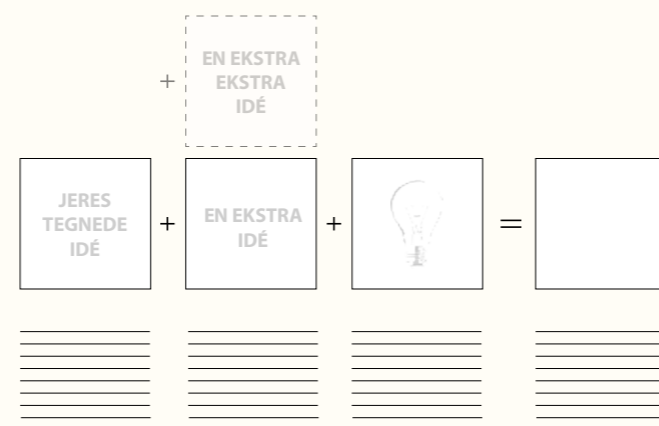 +
EN EKSTRA
EKSTRA
IDÉ
JERES
TEGNEDE
IDÉ
+
EN EKSTRA
IDÉ
+
=